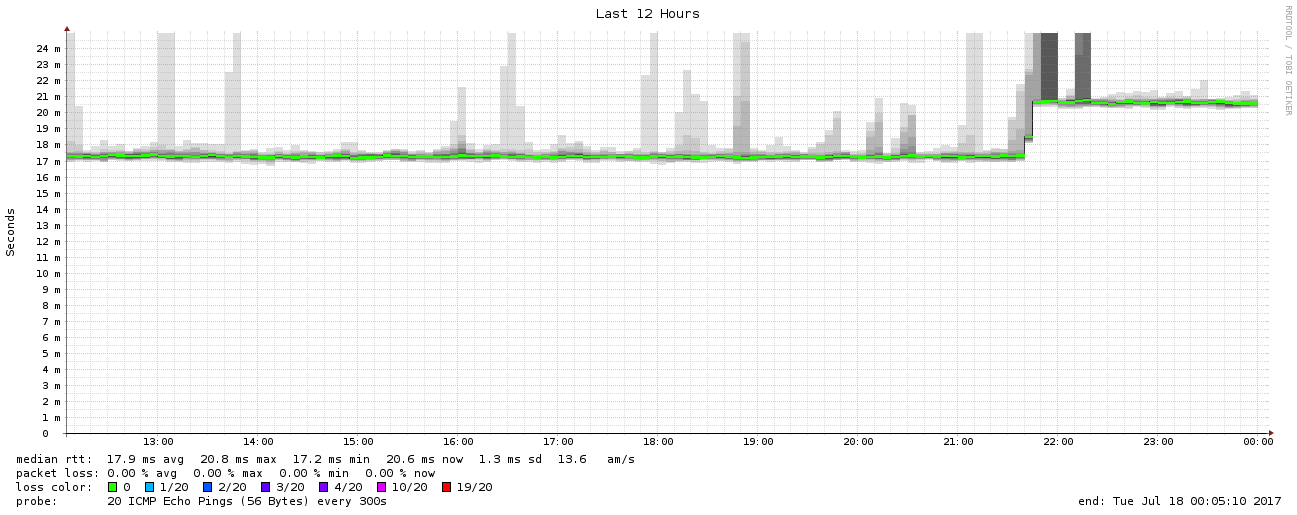 Last 12 Hours
RRDTOOL / TOBI OETIKER
Seconds
24 m
23 m
22 m
21 m
20 m
19 m
18 m
17 m
16 m
15 m
14 m
13 m
12 m
11 m
10 m
9 m
8 m
7 m
6 m
5 m
4 m
3 m
2 m
1 m
0
13:00 14:00 15:00 16:00 17:00 18:00 19:00 20:00 21:00 22:00 23:00 00:00
median rtt: 17.9 ms avg 20.8 ms max 17.2 ms min 20.6 ms now 1.3 ms sd 13.6 am/s
packet loss: 0.00 % avg 0.00 % max 0.00 % min 0.00 % now
loss color: 0 1/20 2/20 3/20 4/20 10/20 19/20
probe: 20 ICMP Echo Pings (56 Bytes) every 300s end: Tue Jul 18 00:05:10 2017